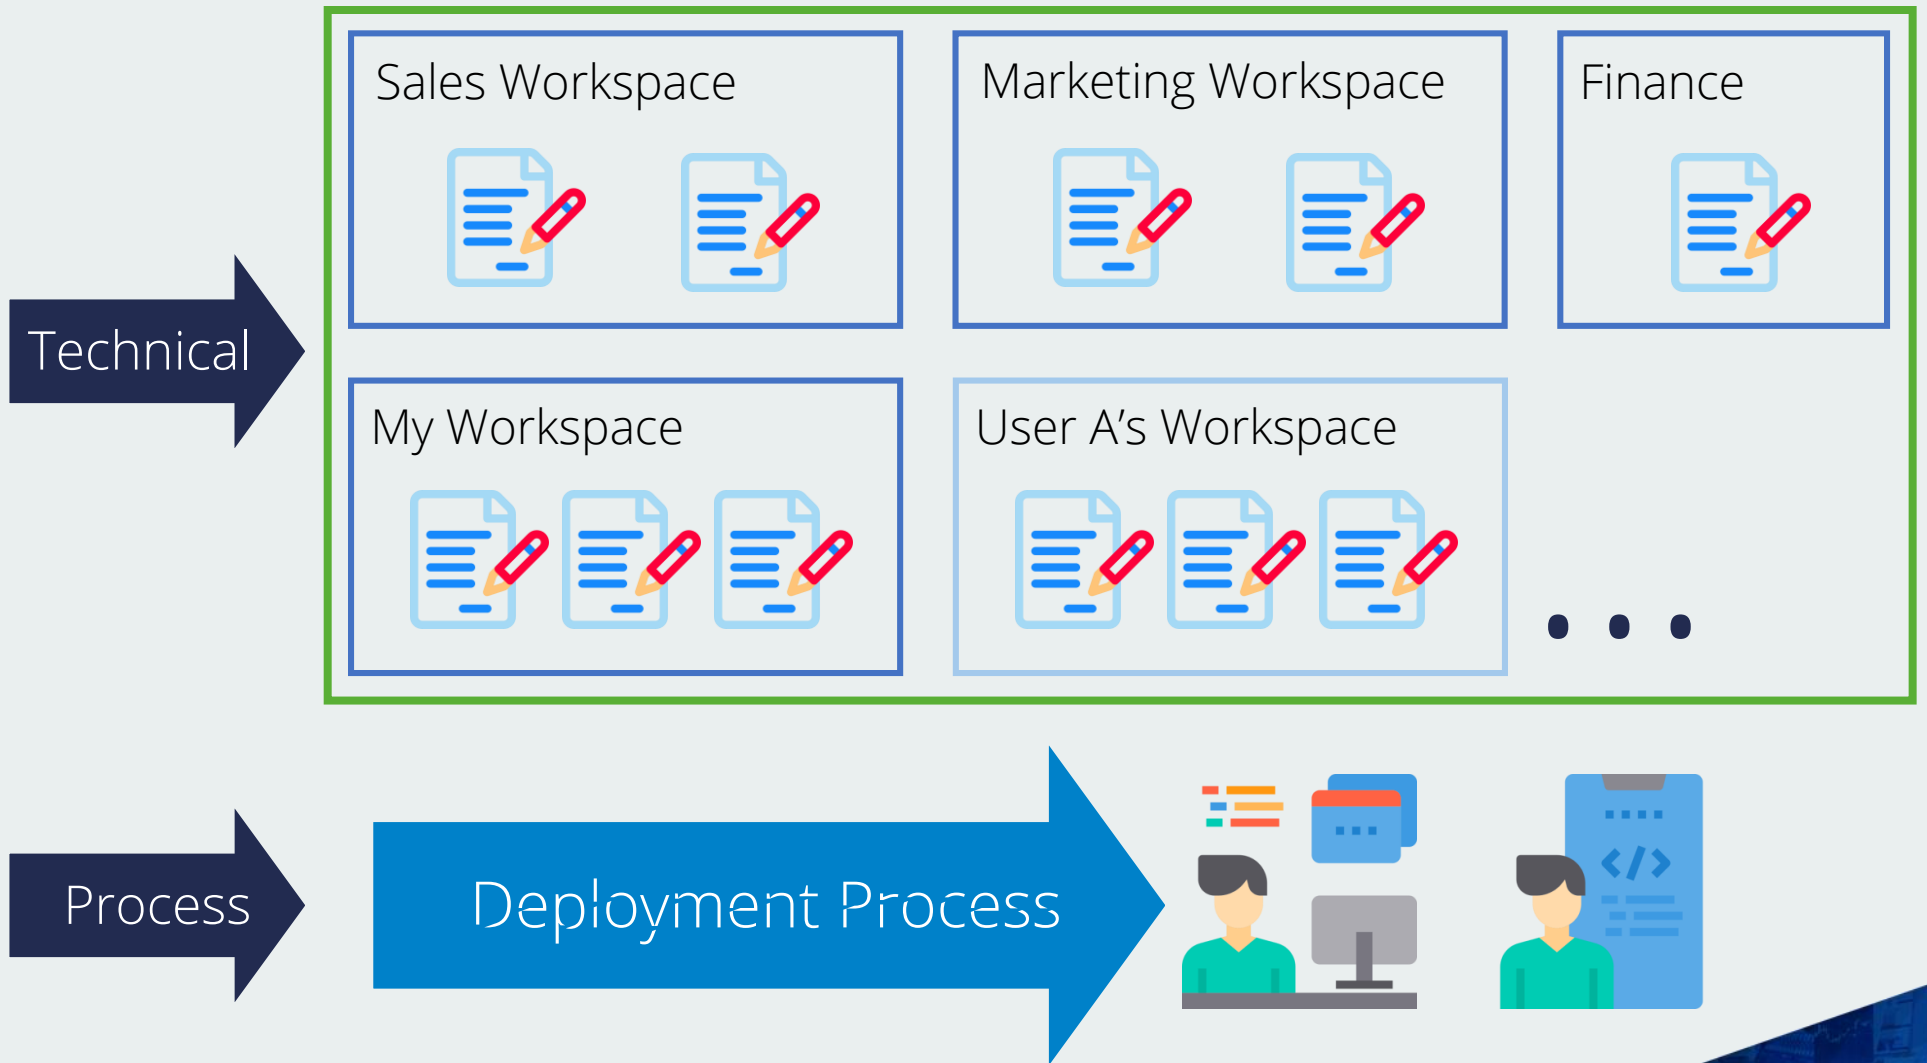 Sales Workspace
Marketing Workspace
Finance
Technical
My Workspace
User A's Workspace
...
Process
Deployment Process